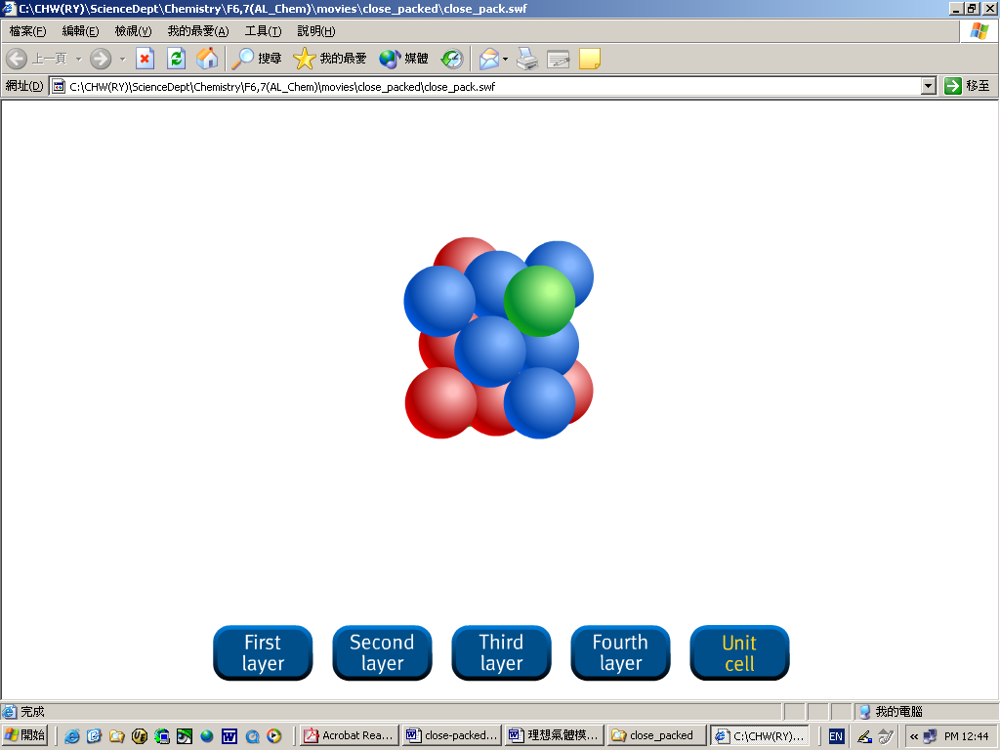 C:\CHW(RY)\ScienceDept\Chemistry\F6,7(AL_Chem)\movies\close_packed\close_pack.swf
檔案(F) 編輯(E) 檢視(V) 我的最愛(A) 工具(T) 說明(H)
上一頁 搜尋 我的最愛 媒體
網址(D) C:\CHW(RY)\ScienceDept\Chemistry\F6,7(AL_Chem)\movies\close_packed\close_pack.swf 移至
First
layer
Second
layer
Third
layer
Fourth
layer
Unit
cell
完成 我的電腦
開始 Acrobat Rea... close-packed... 理想氣體模... close_packed C:\CHW(RY)... EN « PM 12:44